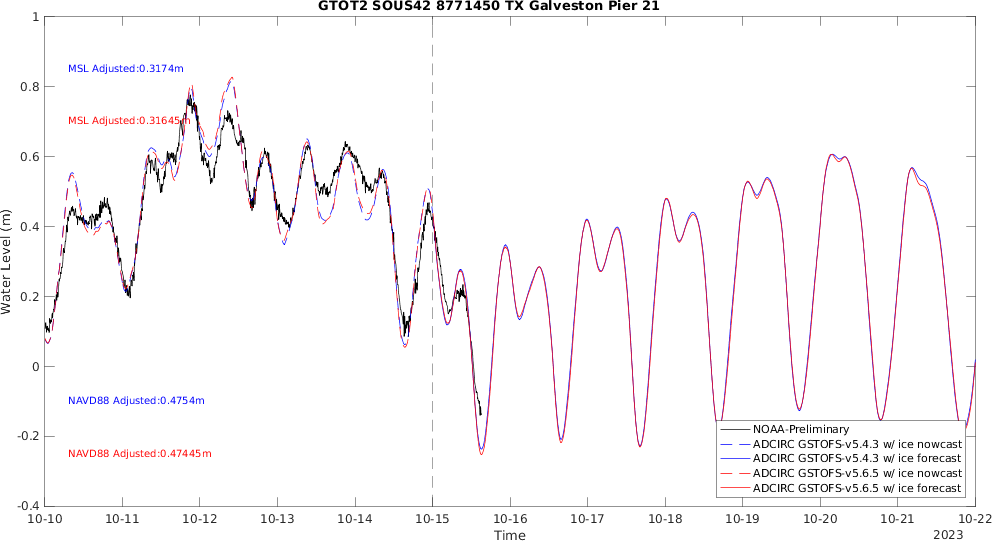 GTOT2 SOUS42 8771450 TX Galveston Pier 21
1
0.8
0.6
0.4
0.2
0
-0.2
-0.4
Water Level (m)
MSL Adjusted:0.3174m
MSL Adjusted:0.31645m
NAVD88 Adjusted:0.4754m
NAVD88 Adjusted:0.47445m
NOAA-Preliminary
ADCIRC GSTOFS-v5.4.3 w/ ice nowcast
ADCIRC GSTOFS-v5.4.3 w/ ice forecast
ADCIRC GSTOFS-v5.6.5 w/ ice nowcast
ADCIRC GSTOFS-v5.6.5 w/ ice forecast
10-10 10-11 10-12 10-13 10-14 10-15 10-16 10-17 10-18 10-19 10-20 10-21 10-22
Time
2023